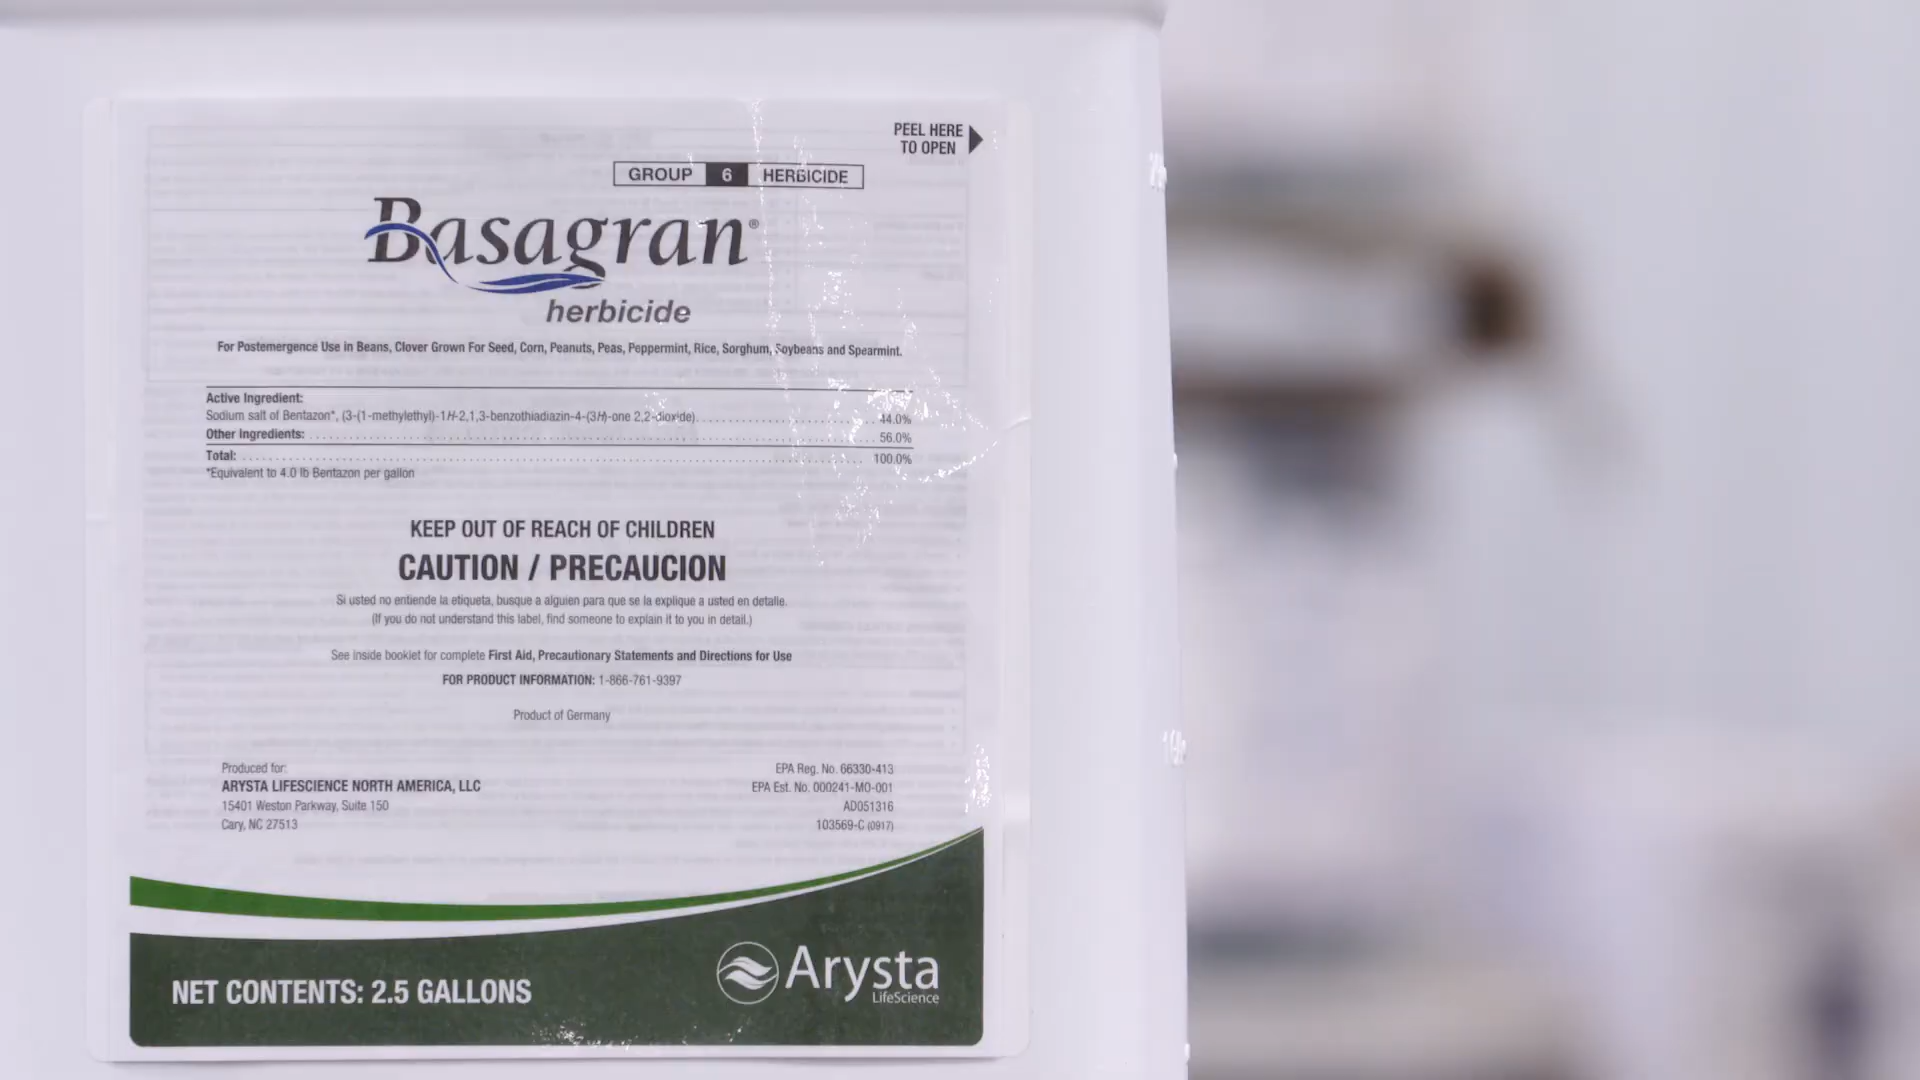 PEEL HERE
TO OPEN
GROUP 6 HERBICIDE
Basagran®
herbicide
For Postemergence Use in Beans, Clover Grown For Seed, Corn, Peanuts, Peas, Peppermint, Rice, Sorghum, Soybeans and Spearmint.
Active Ingredient:
Sodium salt of Bentazon*, (3-(1-methylethyl)-1H-2,1,3-benzothiadiazin-4-(3H)-one 2,2-dioxide) 44.0%
Other Ingredients: 56.0%
Total: 100.0%
*Equivalent to 4.0 lb Bentazon per gallon
KEEP OUT OF REACH OF CHILDREN
CAUTION / PRECAUCION
Si usted no entiende la etiqueta, busque a alguien para que se la explique a usted en detalle.
(If you do not understand this label, find someone to explain it to you in detail.)
See inside booklet for complete First Aid, Precautionary Statements and Directions for Use
FOR PRODUCT INFORMATION: 1-866-761-9397
Product of Germany
Produced for:
ARYSTA LIFESCIENCE NORTH AMERICA, LLC
15401 Weston Parkway, Suite 150
Cary, NC 27513
EPA Reg. No. 66330-413
EPA Est. No. 000241-MO-001
AD051316
103569-C (0917)
NET CONTENTS: 2.5 GALLONS
Arysta
LifeScience